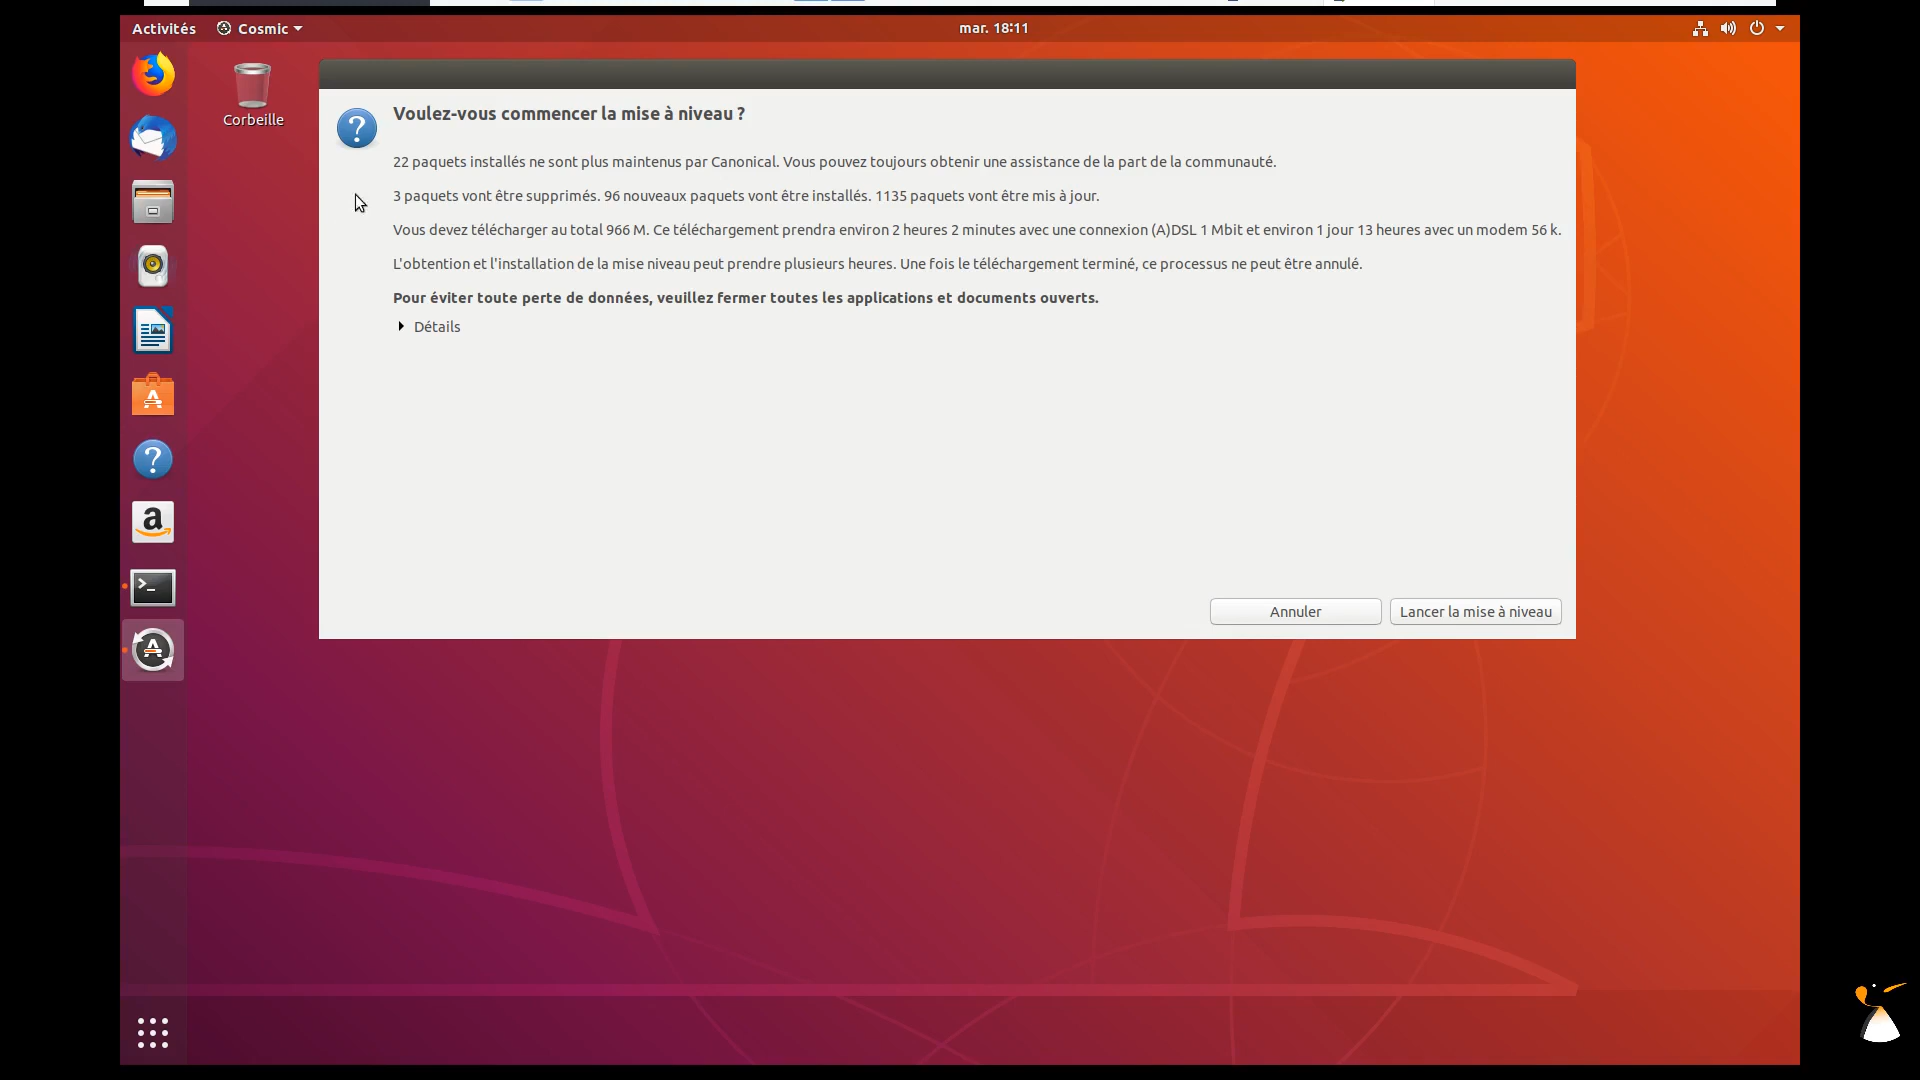 Activités
Cosmic
mar. 18:11
Corbeille
Voulez-vous commencer la mise à niveau ?
22 paquets installés ne sont plus maintenus par Canonical. Vous pouvez toujours obtenir une assistance de la part de la communauté.
3 paquets vont être supprimés. 96 nouveaux paquets vont être installés. 1135 paquets vont être mis à jour.
Vous devez télécharger au total 966 M. Ce téléchargement prendra environ 2 heures 2 minutes avec une connexion (A)DSL 1 Mbit et environ 1 jour 13 heures avec un modem 56 k.
L'obtention et l'installation de la mise niveau peut prendre plusieurs heures. Une fois le téléchargement terminé, ce processus ne peut être annulé.
Pour éviter toute perte de données, veuillez fermer toutes les applications et documents ouverts.
Détails
Annuler
Lancer la mise à niveau